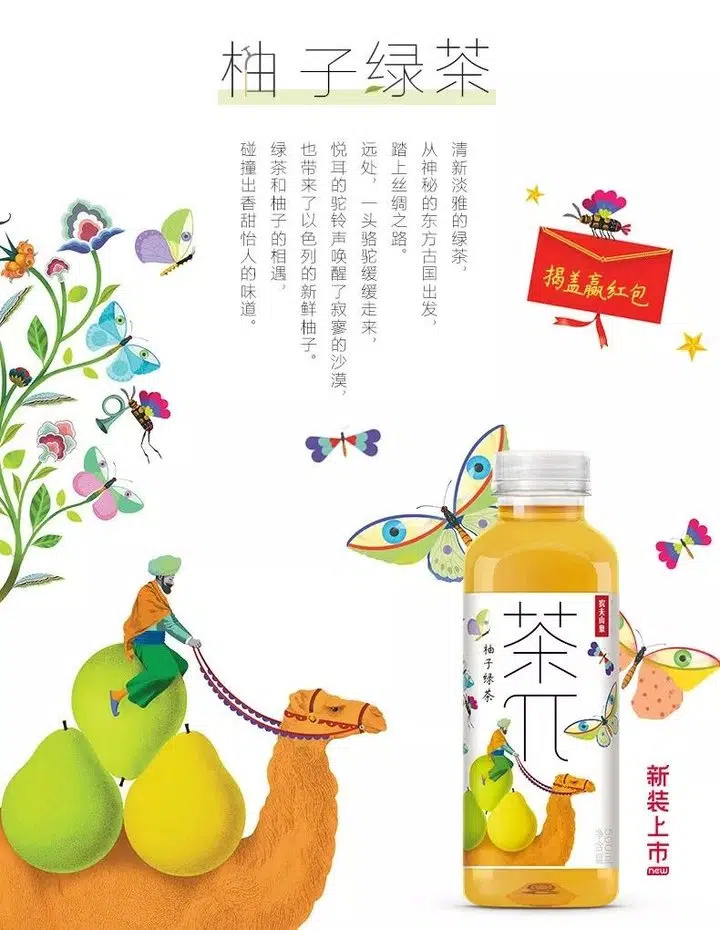 柚子绿茶
清新淡雅的绿茶，
从神秘的东方古国出发，
踏上丝绸之路。
远处，一头骆驼缓缓走来，
悦耳的驼铃声唤醒了寂寥的沙漠，
也带来了以色列的新鲜柚子。
绿茶和柚子的相遇，
碰撞出香甜怡人的味道。
揭盖赢红包
农夫山泉
茶π
柚子绿茶
净含量
500ml
新装上市
new